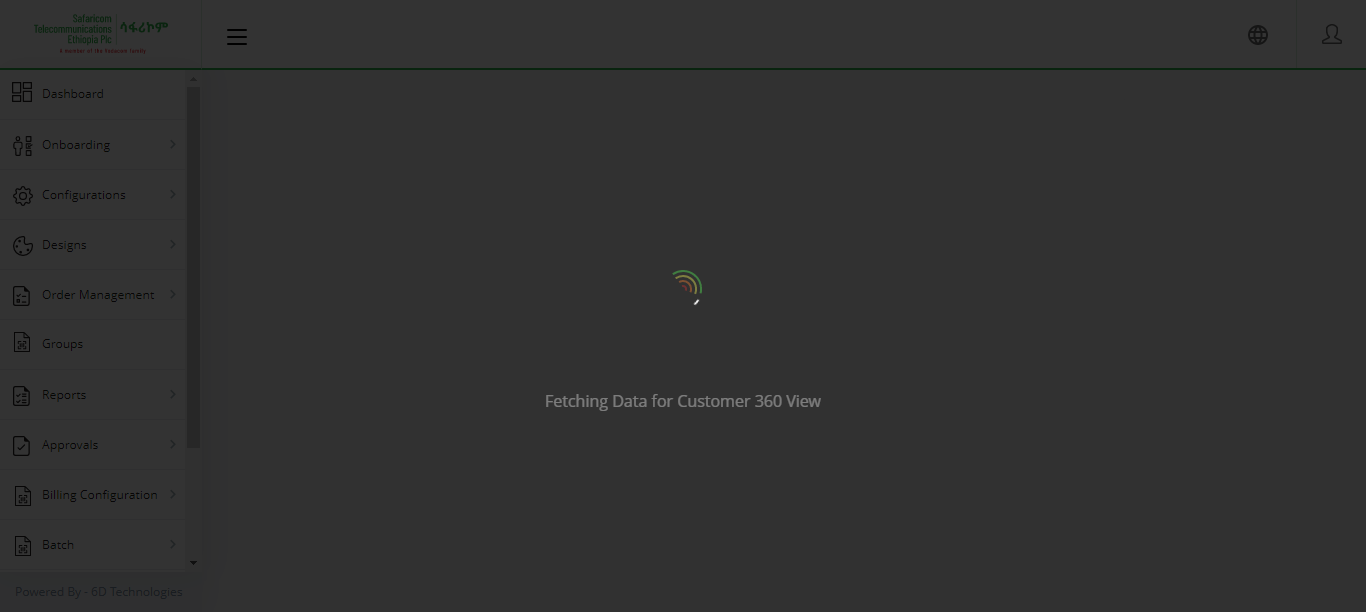 Safaricom
Telecommunications
Ethiopia Plc
ሳፋሪኮም
A member of the Vodacom family
Dashboard
Onboarding
Configurations
Designs
Order Management
Groups
Reports
Approvals
Billing Configuration
Batch
Fetching Data for Customer 360 View
Powered By - 6D Technologies